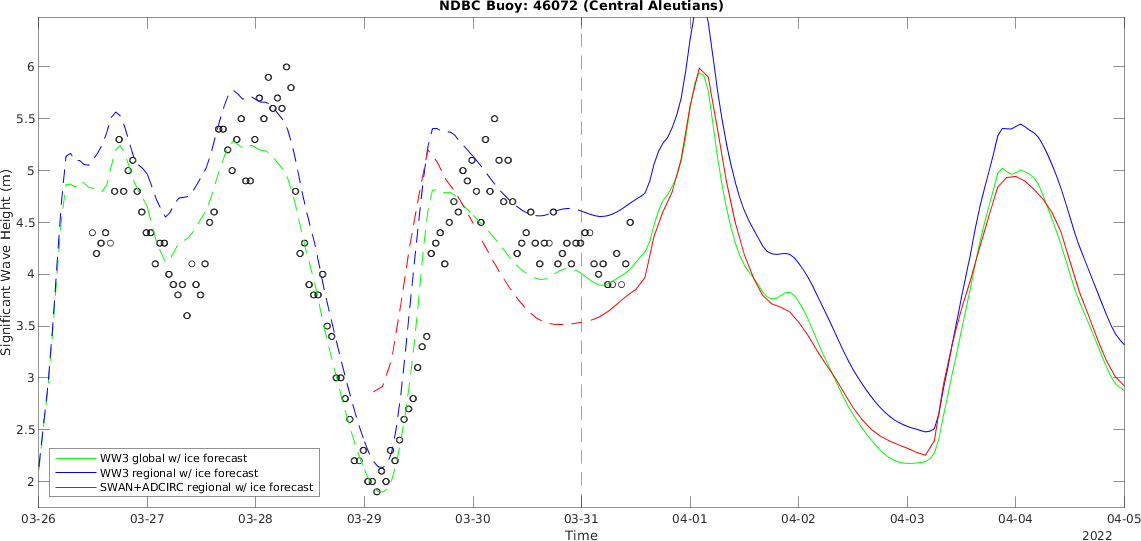 NDBC Buoy: 46072 (Central Aleutians)
Significant Wave Height (m)
6
5.5
5
4.5
4
3.5
3
2.5
2
WW3 global w/ ice forecast
WW3 regional w/ ice forecast
SWAN+ADCIRC regional w/ ice forecast
03-26 03-27 03-28 03-29 03-30 03-31 04-01 04-02 04-03 04-04 04-05
Time
2022